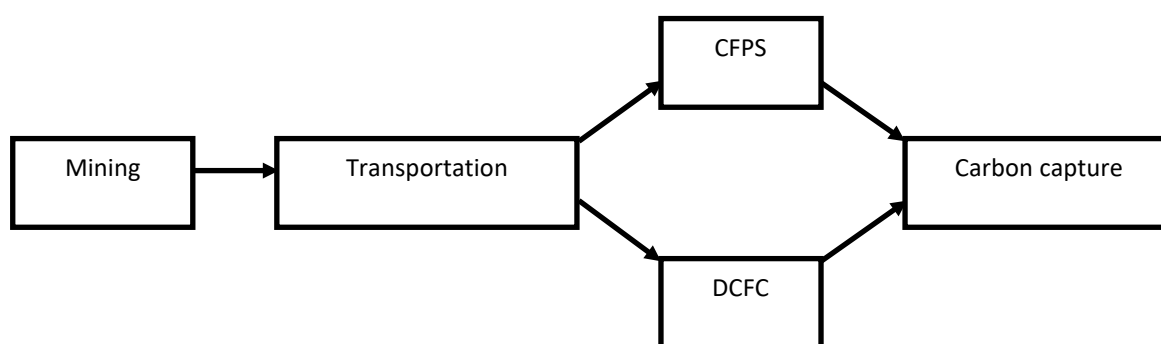 CFPS
Mining
Transportation
Carbon capture
DCFC